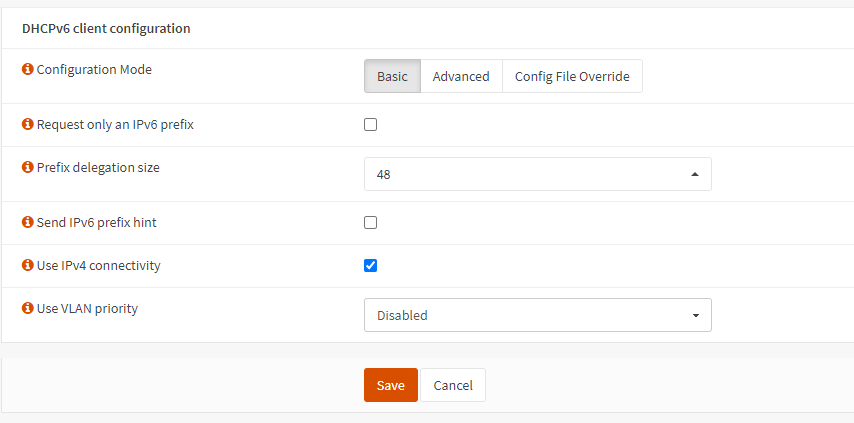 DHCPv6 client configuration
Configuration Mode
Basic Advanced Config File Override
Request only an IPv6 prefix
Prefix delegation size
48
Send IPv6 prefix hint
Use IPv4 connectivity
Use VLAN priority
Disabled
Save Cancel